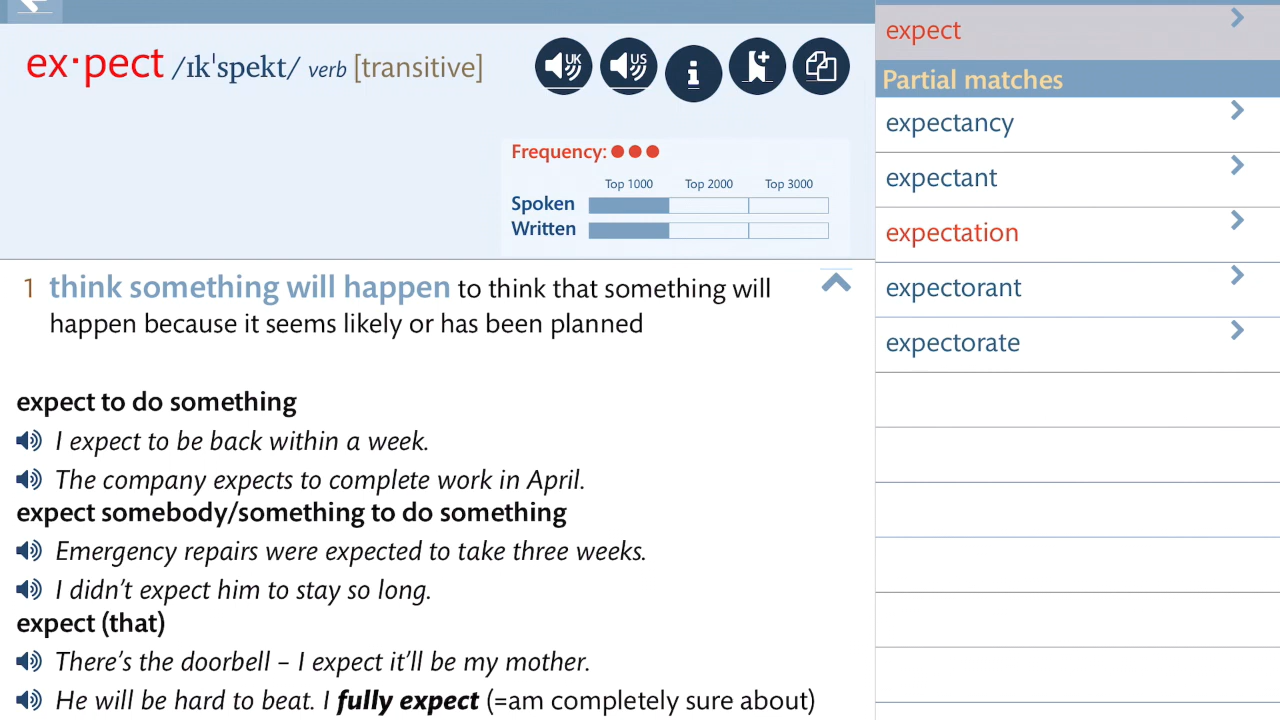 ex·pect /ɪkˈspekt/ verb [transitive]
UK
US
Frequency:
Top 1000 Top 2000 Top 3000
Spoken
Written
1 think something will happen to think that something will
happen because it seems likely or has been planned
expect to do something
I expect to be back within a week.
The company expects to complete work in April.
expect somebody/something to do something
Emergency repairs were expected to take three weeks.
I didn’t expect him to stay so long.
expect (that)
There’s the doorbell – I expect it’ll be my mother.
He will be hard to beat. I fully expect (=am completely sure about)
expect
Partial matches
expectancy
expectant
expectation
expectorant
expectorate